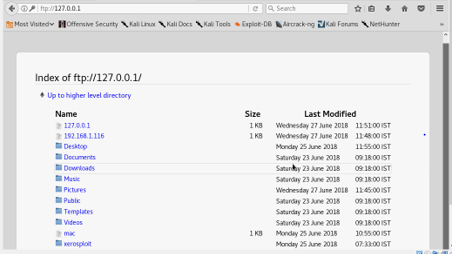 ftp://127.0.0.1
Search
Most Visited Offensive Security Kali Linux Kali Docs Kali Tools Exploit-DB Aircrack-ng Kali Forums NetHunter
Index of ftp://127.0.0.1/
Up to higher level directory
Name Size Last Modified
127.0.0.1 1 KB Wednesday 27 June 2018 11:51:00 IST
192.168.1.116 1 KB Wednesday 27 June 2018 11:48:00 IST
Desktop Monday 25 June 2018 11:55:00 IST
Documents Saturday 23 June 2018 09:18:00 IST
Downloads Saturday 23 June 2018 09:18:00 IST
Music Saturday 23 June 2018 09:18:00 IST
Pictures Wednesday 27 June 2018 11:45:00 IST
Public Saturday 23 June 2018 09:18:00 IST
Templates Saturday 23 June 2018 09:18:00 IST
Videos Saturday 23 June 2018 09:18:00 IST
mac 1 KB Monday 25 June 2018 10:55:00 IST
xerosploit Monday 25 June 2018 07:33:00 IST